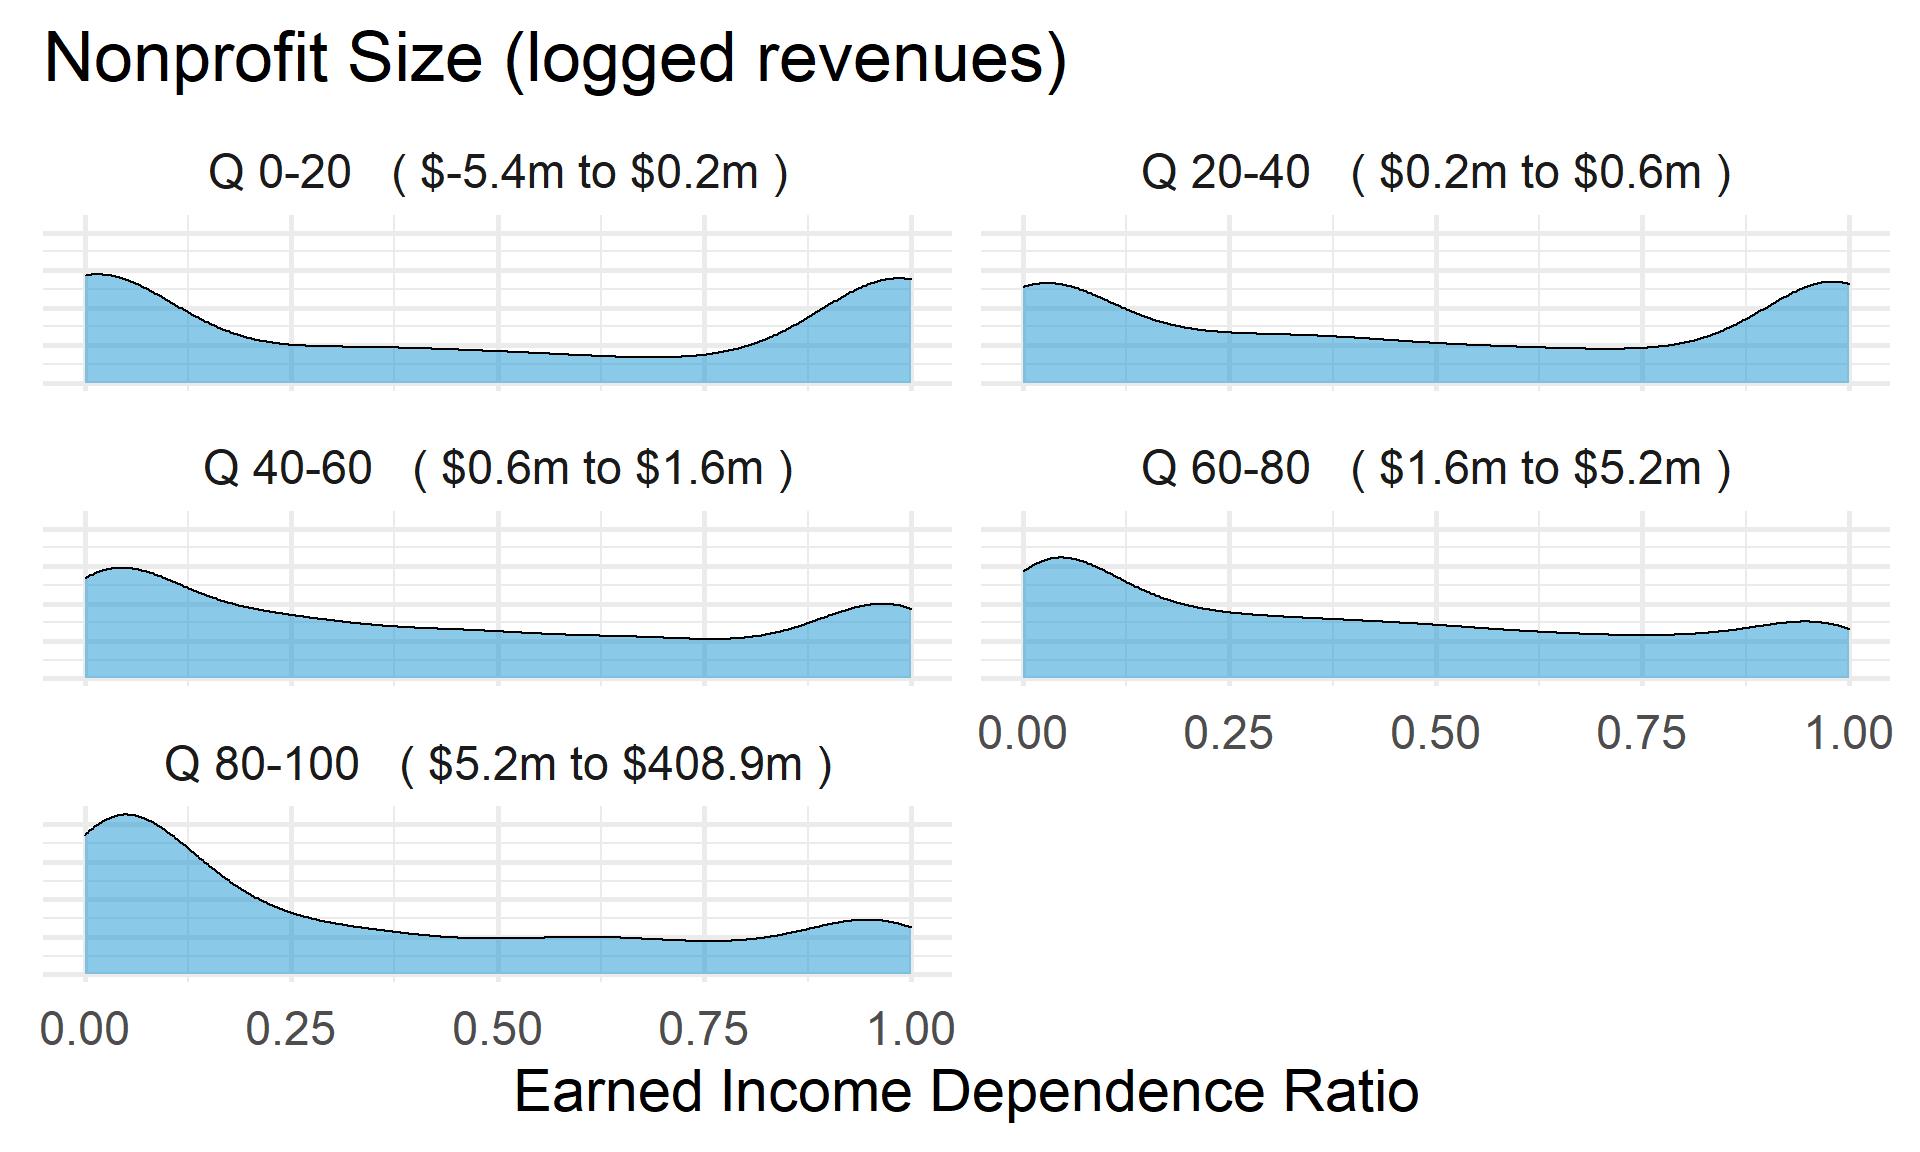 Nonprofit Size (logged revenues)
Q 0-20 ( $-5.4m to $0.2m )
Q 20-40 ( $0.2m to $0.6m )
Q 40-60 ( $0.6m to $1.6m )
Q 60-80 ( $1.6m to $5.2m )
0.00 0.25 0.50 0.75 1.00
Q 80-100 ( $5.2m to $408.9m )
0.00 0.25 0.50 0.75 1.00
Earned Income Dependence Ratio